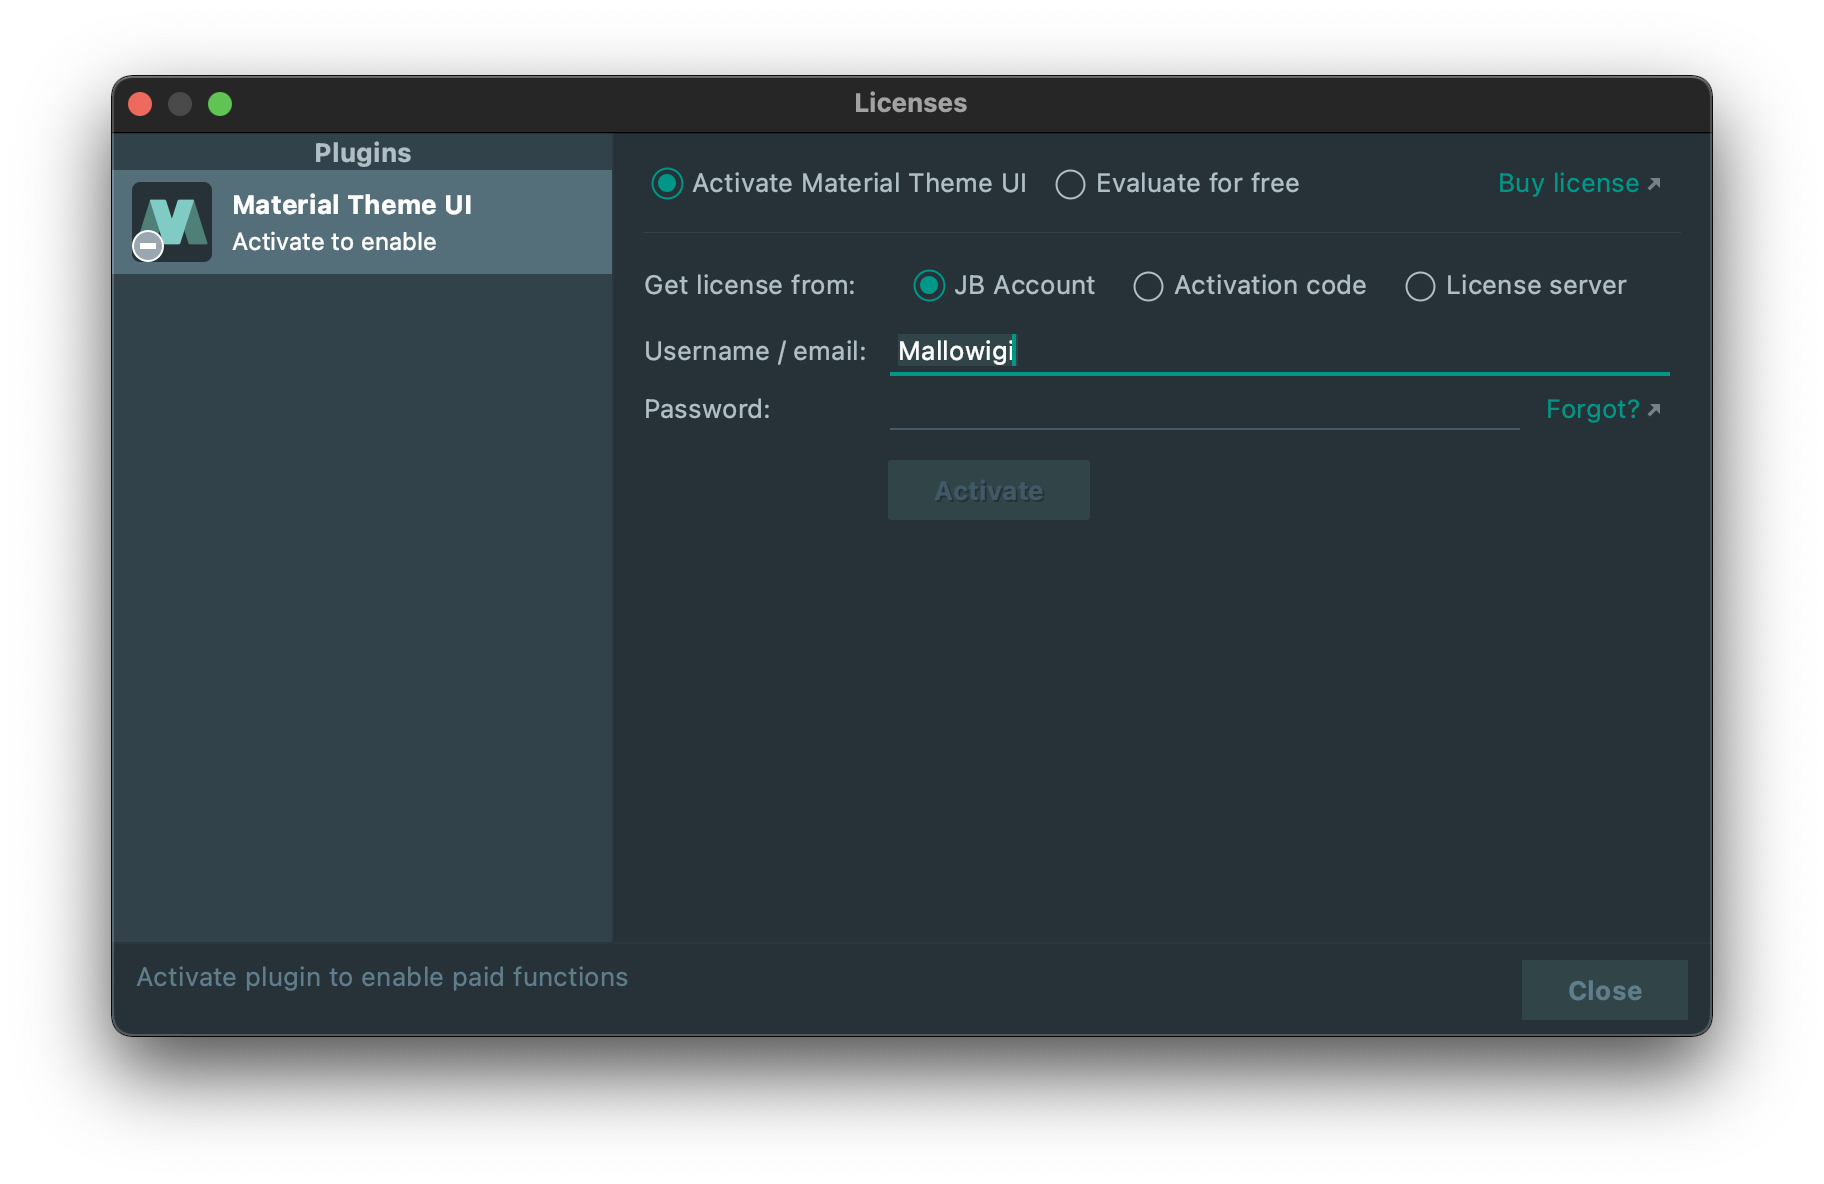 Licenses
Plugins
Material Theme UI
Activate to enable
Activate Material Theme UI Evaluate for free Buy license
Get license from: JB Account Activation code License server
Username / email: Mallowigi
Password: Forgot?
Activate
Activate plugin to enable paid functions
Close